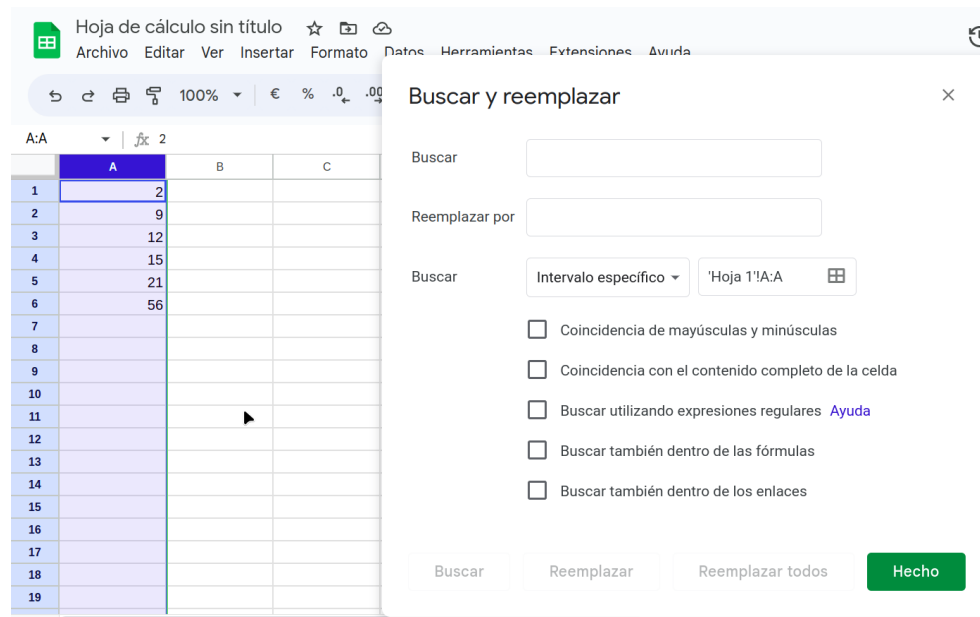 Hoja de cálculo sin título
Archivo Editar Ver Insertar Formato Datos Herramientas Extensiones Ayuda
100% € % .0 .00
A:A fx 2
A B C
1 2
2 9
3 12
4 15
5 21
6 56
7
8
9
10
11
12
13
14
15
16
17
18
19
Buscar y reemplazar
Buscar
Reemplazar por
Buscar Intervalo específico 'Hoja 1'!A:A
Coincidencia de mayúsculas y minúsculas
Coincidencia con el contenido completo de la celda
Buscar utilizando expresiones regulares Ayuda
Buscar también dentro de las fórmulas
Buscar también dentro de los enlaces
Buscar Reemplazar Reemplazar todos Hecho